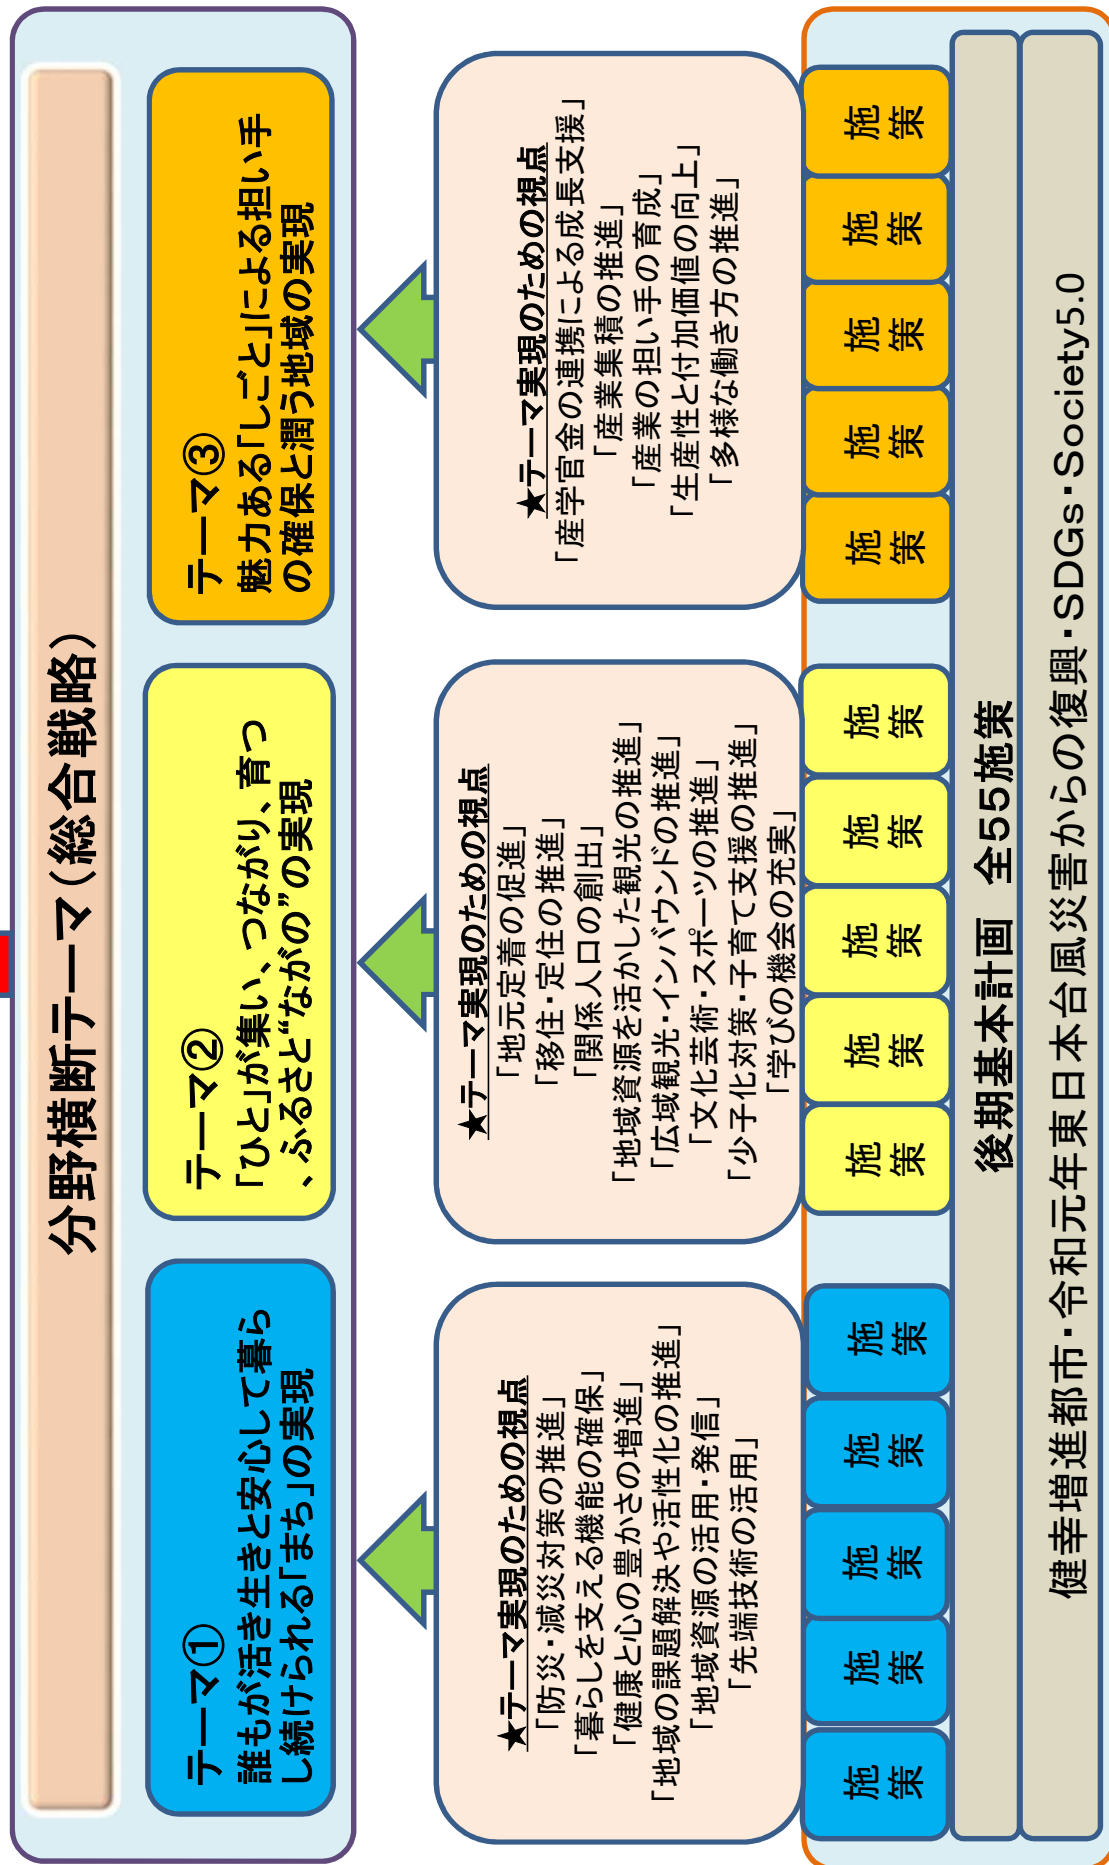 分野横断テーマ（総合戦略）
テーマ①
誰もが活き生きと安心して暮ら
し続けられる「まち」の実現
テーマ②
「ひと」が集い、つながり、育つ
、ふるさと“ながの”の実現
テーマ③
魅力ある「しごと」による担い手
の確保と潤う地域の実現
★テーマ実現のための視点
「防災・減災対策の推進」
「暮らしを支える機能の確保」
「健康と心の豊かさの増進」
「地域の課題解決や活性化の推進」
「地域資源の活用・発信」
「先端技術の活用」
★テーマ実現のための視点
「地元定着の促進」
「移住・定住の推進」
「関係人口の創出」
「地域資源を活かした観光の推進」
「広域観光・インバウンドの推進」
「文化芸術・スポーツの推進」
「少子化対策・子育て支援の推進」
「学びの機会の充実」
★テーマ実現のための視点
「産学官金の連携による成長支援」
「産業集積の推進」
「産業の担い手の育成」
「生産性と付加価値の向上」
「多様な働き方の推進」
施
策
施
策
施
策
施
策
施
策
施
策
施
策
施
策
施
策
施
策
施
策
施
策
施
策
施
策
施
策
後期基本計画 全55施策
健幸増進都市・令和元年東日本台風災害からの復興・SDGs・Society5.0